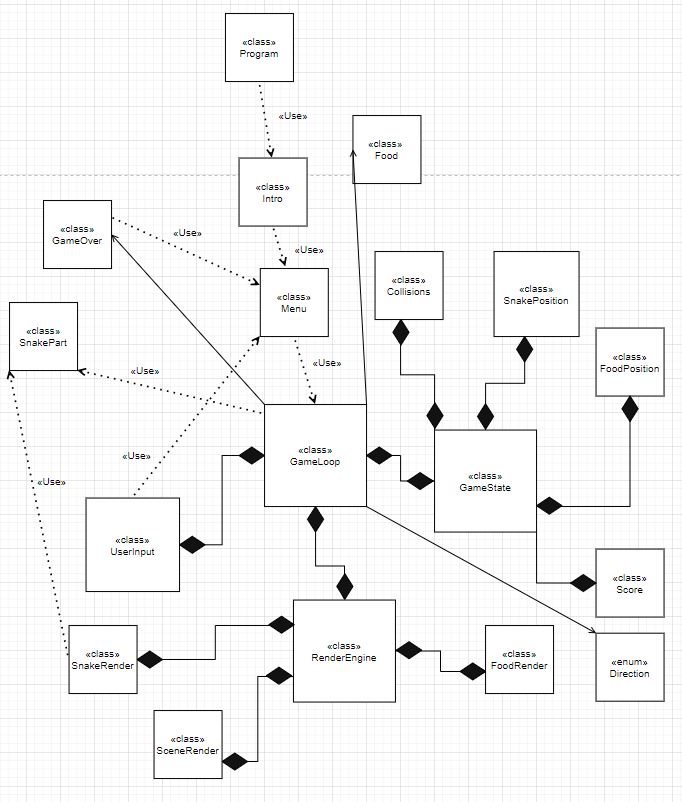 «class»
Program
«Use»
«class»
Food
«class»
Intro
«class»
GameOver
«Use»
«Use»
«class»
Collisions
«class»
SnakePosition
«class»
Menu
«class»
SnakePart
«class»
FoodPosition
«Use»
«Use»
«class»
GameLoop
«Use»
«class»
GameState
«Use»
«class»
UserInput
«class»
Score
«class»
SnakeRender
«class»
RenderEngine
«class»
FoodRender
«enum»
Direction
«class»
SceneRender